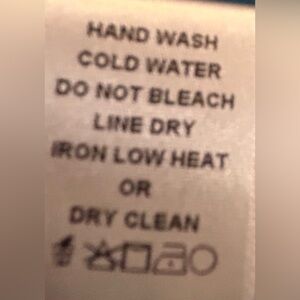 HAND WASH
COLD WATER
DO NOT BLEACH
LINE DRY
IRON LOW HEAT
OR
DRY CLEAN